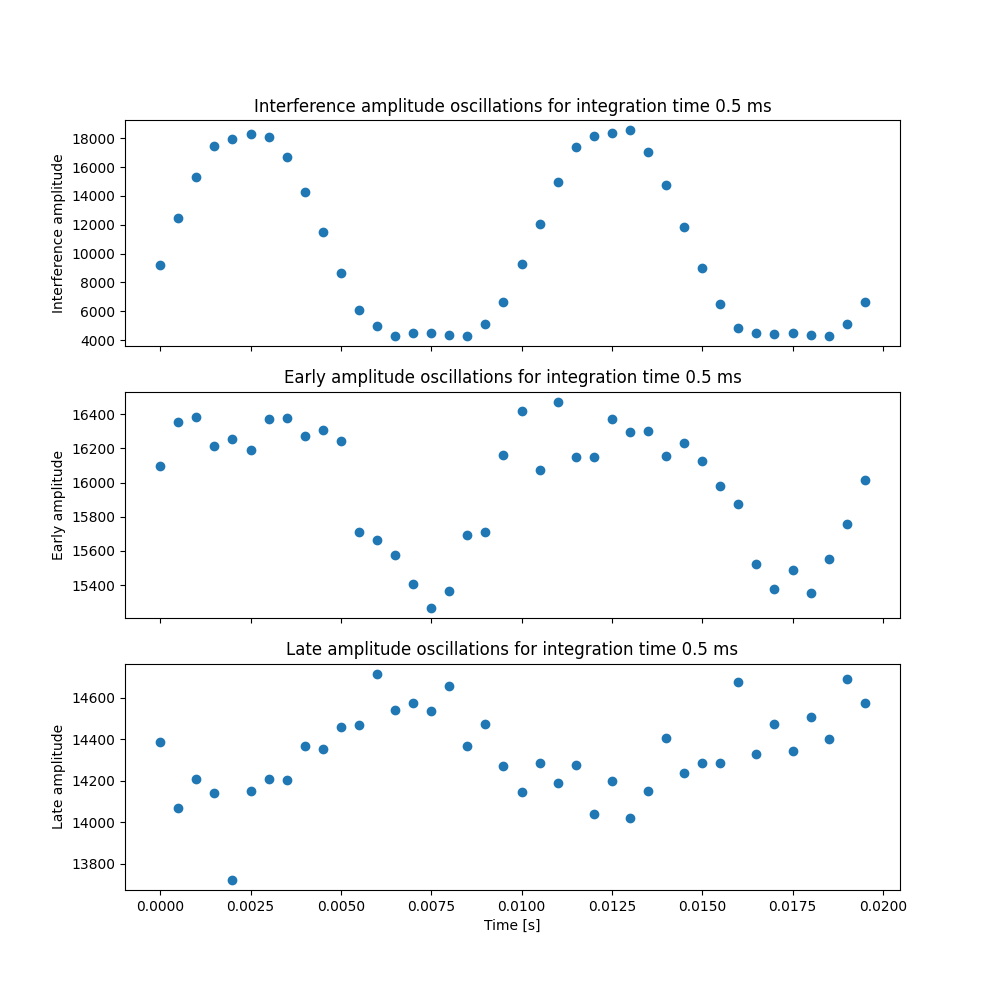 Interference amplitude oscillations for integration time 0.5 ms
Interference amplitude
18000
16000
14000
12000
10000
8000
6000
4000
Early amplitude oscillations for integration time 0.5 ms
Early amplitude
16400
16200
16000
15800
15600
15400
Late amplitude oscillations for integration time 0.5 ms
Late amplitude
14600
14400
14200
14000
13800
0.0000 0.0025 0.0050 0.0075 0.0100 0.0125 0.0150 0.0175 0.0200
Time [s]